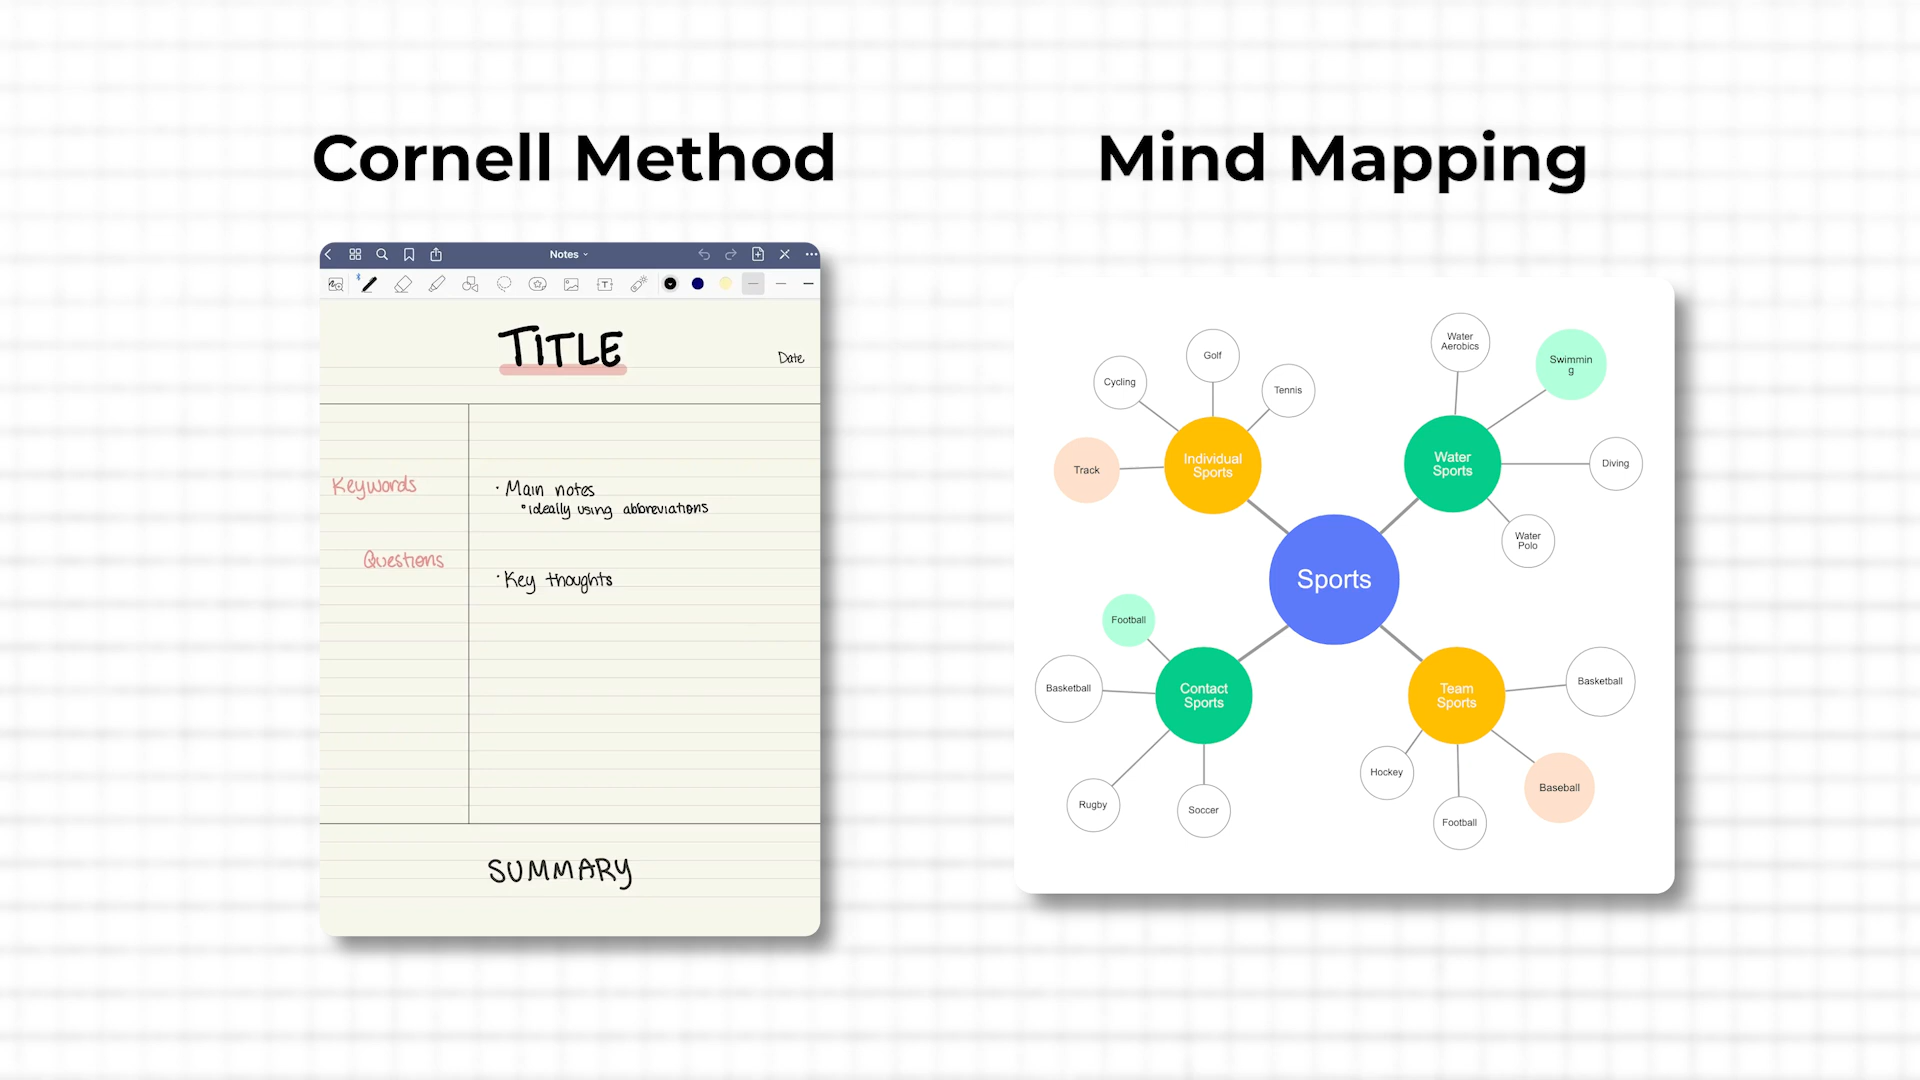 Cornell Method
Notes
TITLE
Date
Keywords
• Main notes
• ideally using abbreviations
Questions
• Key thoughts
SUMMARY
Mind Mapping
Sports
Individual
Sports
Track
Cycling
Golf
Tennis
Water
Sports
Water
Aerobics
Swimmin
g
Diving
Water
Polo
Contact
Sports
Football
Basketball
Rugby
Soccer
Team
Sports
Basketball
Baseball
Football
Hockey